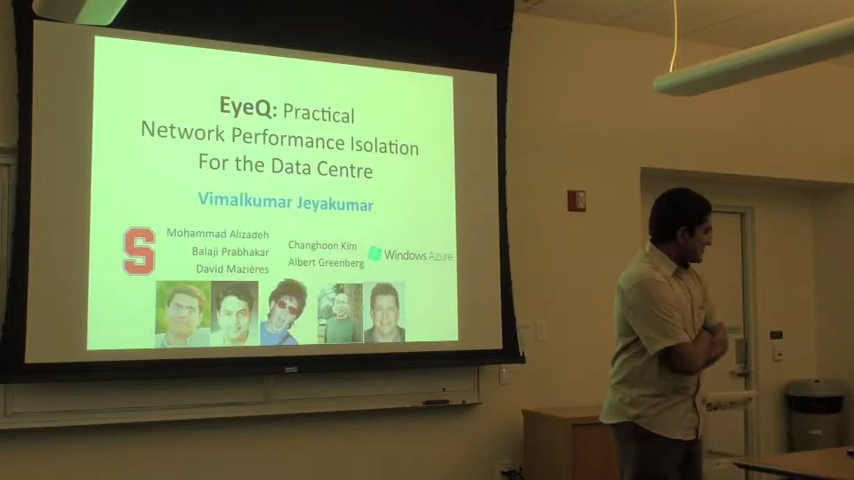 EyeQ: Practical
Network Performance Isolation
For the Data Centre
Vimalkumar Jeyakumar
S
Mohammad Alizadeh
Balaji Prabhakar
David Mazières
Changhoon Kim
Albert Greenberg
Windows Azure